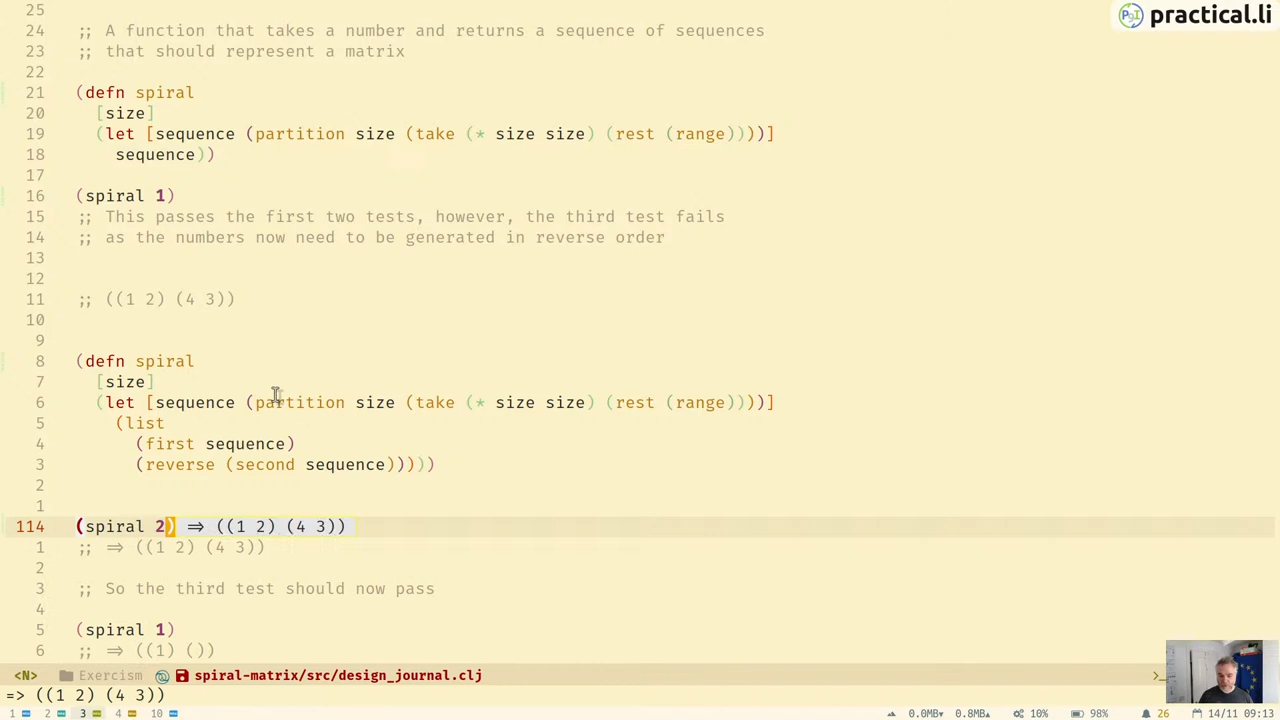 25
practical.li
24 ;; A function that takes a number and returns a sequence of sequences
23 ;; that should represent a matrix
22
21 (defn spiral
20 [size]
19 (let [sequence (partition size (take (* size size) (rest (range))))]
18 sequence))
17
16 (spiral 1)
15 ;; This passes the first two tests, however, the third test fails
14 ;; as the numbers now need to be generated in reverse order
13
12
11 ;; ((1 2) (4 3))
10
9
8 (defn spiral
7 [size]
6 (let [sequence (partition size (take (* size size) (rest (range))))]
5 (list
4 (first sequence)
3 (reverse (second sequence)))))
2
1
114 (spiral 2) => ((1 2) (4 3))
1 ;; => ((1 2) (4 3))
2
3 ;; So the third test should now pass
4
5 (spiral 1)
6 ;; => ((1) ())
<N> Exercism spiral-matrix/src/design_journal.clj
=> ((1 2) (4 3))
1 2 3 4 10 0.0MB 0.8MB 10% 98% 26 14/11 09:13